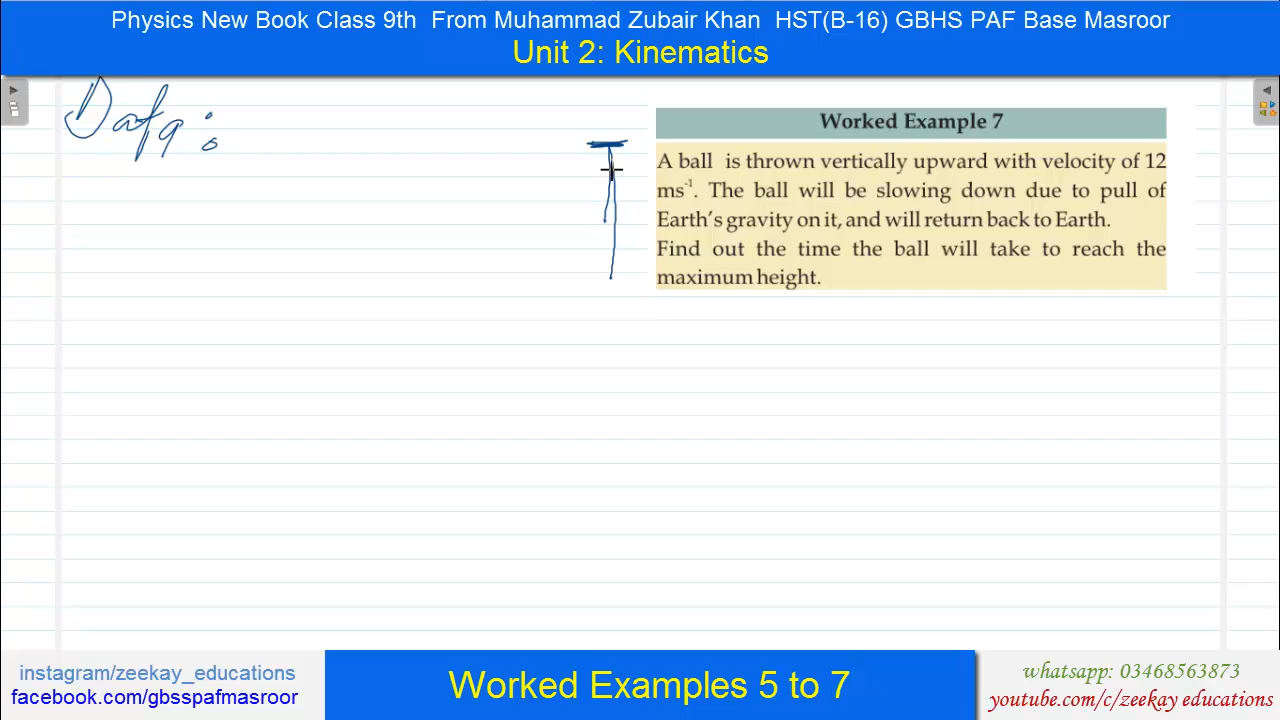 Physics New Book Class 9th From Muhammad Zubair Khan HST(B-16) GBHS PAF Base Masroor
Unit 2: Kinematics
Data:
Worked Example 7
A ball is thrown vertically upward with velocity of 12
ms⁻¹. The ball will be slowing down due to pull of
Earth's gravity on it, and will return back to Earth.
Find out the time the ball will take to reach the
maximum height.
instagram/zeekay_educations
facebook.com/gbsspafmasroor
Worked Examples 5 to 7
whatsapp: 03468563873
youtube.com/c/zeekay educations